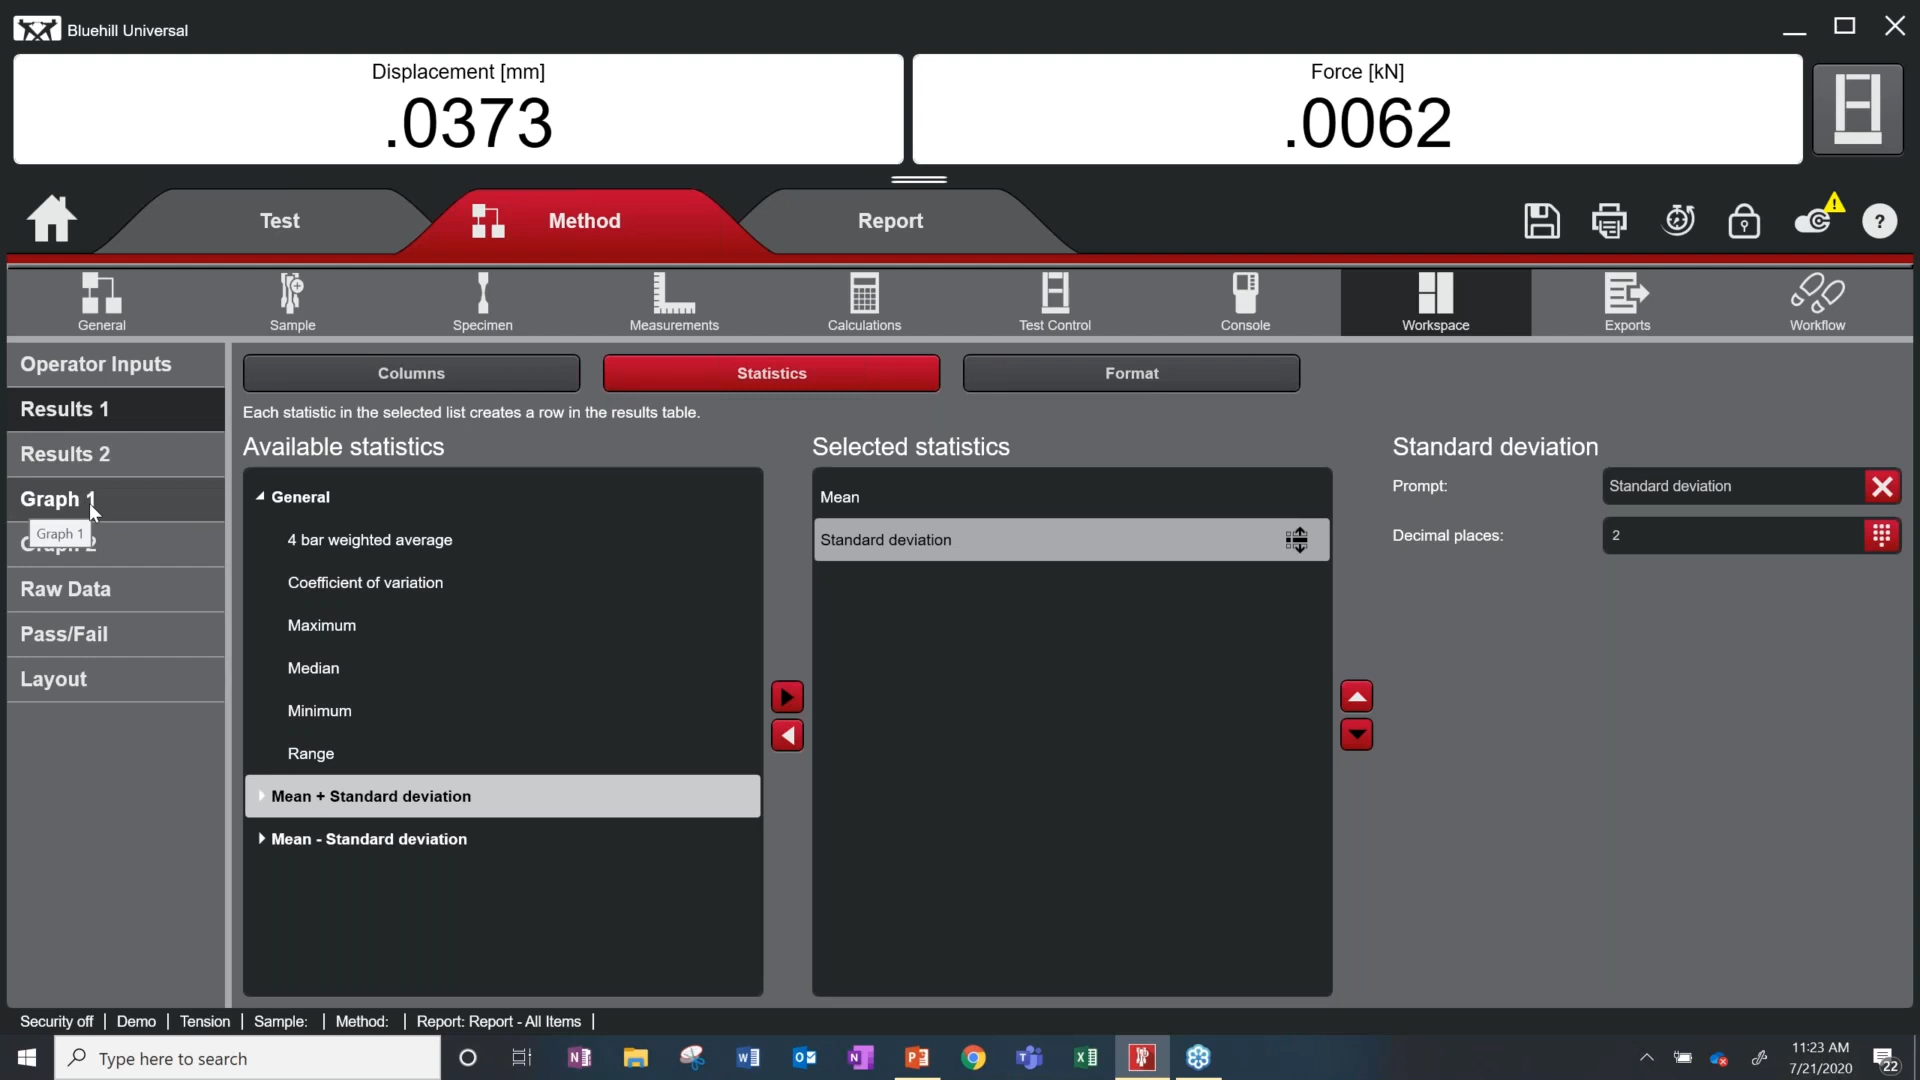 Bluehill Universal
Displacement [mm]
.0373
Force [kN]
.0062
Test
Method
Report
?
!
General
Sample
Specimen
Measurements
Calculations
Test Control
Console
Workspace
Exports
Workflow
Operator Inputs
Results 1
Results 2
Graph 1
Graph 1
Graph 2
Raw Data
Pass/Fail
Layout
Columns
Statistics
Format
Each statistic in the selected list creates a row in the results table.
Available statistics
General
4 bar weighted average
Coefficient of variation
Maximum
Median
Minimum
Range
Mean + Standard deviation
Mean - Standard deviation
Selected statistics
Mean
Standard deviation
Standard deviation
Prompt:
Standard deviation
Decimal places:
2
Security off | Demo | Tension | Sample: | Method: | Report: Report - All Items |
Type here to search
11:23 AM
7/21/2020
22